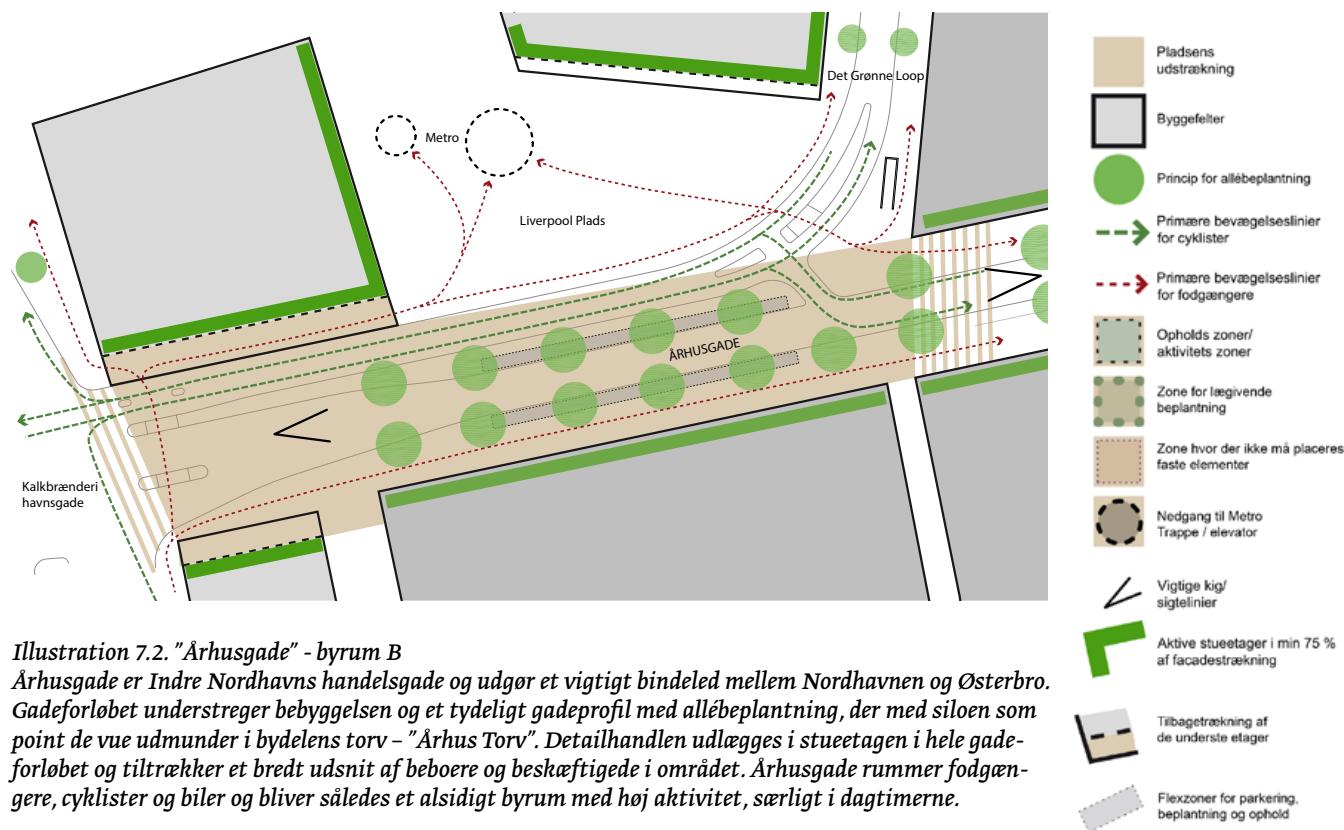 Det Grønne Loop
Metro
Liverpool Plads
ÅRHUSGADE
Kalkbrænderi
havnsgade
Pladsens
udstrækning
Byggefelter
Princip for allébeplantning
Primære bevægelseslinier
for cyklister
Primære bevægelseslinier
for fodgængere
Opholds zoner/
aktivitets zoner
Zone for lægivende
beplantning
Zone hvor der ikke må placeres
faste elementer
Nedgang til Metro
Trappe / elevator
Vigtige kig/
sigtelinier
Aktive stueetager i min 75 %
af facadestrækning
Tilbagetrækning af
de underste etager
Flexzoner for parkering,
beplantning og ophold
Illustration 7.2. ”Århusgade” - byrum B
Århusgade er Indre Nordhavns handelsgade og udgør et vigtigt bindeled mellem Nordhavnen og Østerbro.
Gadeforløbet understreger bebyggelsen og et tydeligt gadeprofil med allébeplantning, der med siloen som
point de vue udmunder i bydelens torv – ”Århus Torv”. Detailhandlen udlægges i stueetagen i hele gade-
forløbet og tiltrækker et bredt udsnit af beboere og beskæftigede i området. Århusgade rummer fodgæn-
gere, cyklister og biler og bliver således et alsidigt byrum med høj aktivitet, særligt i dagtimerne.